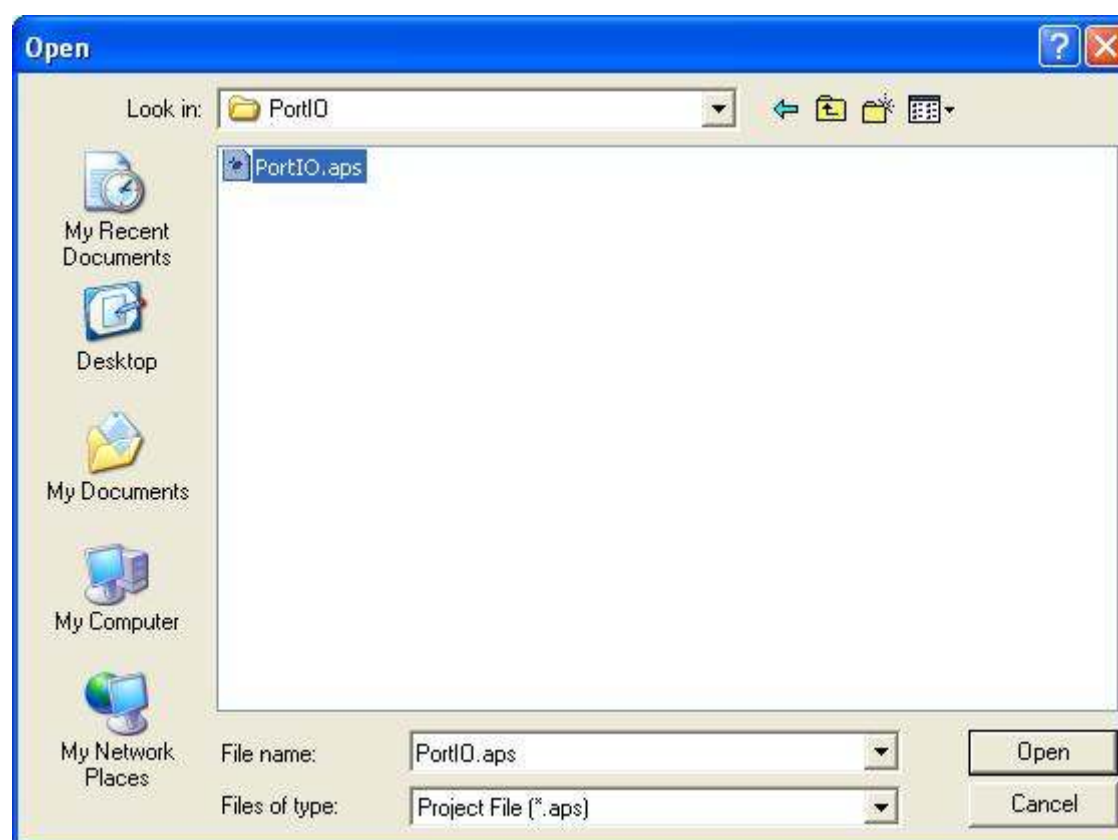 Open
Look in: PortIO
PortIO.aps
My Recent
Documents
Desktop
My Documents
My Computer
My Network
Places
File name: PortIO.aps Open
Files of type: Project File (*.aps) Cancel